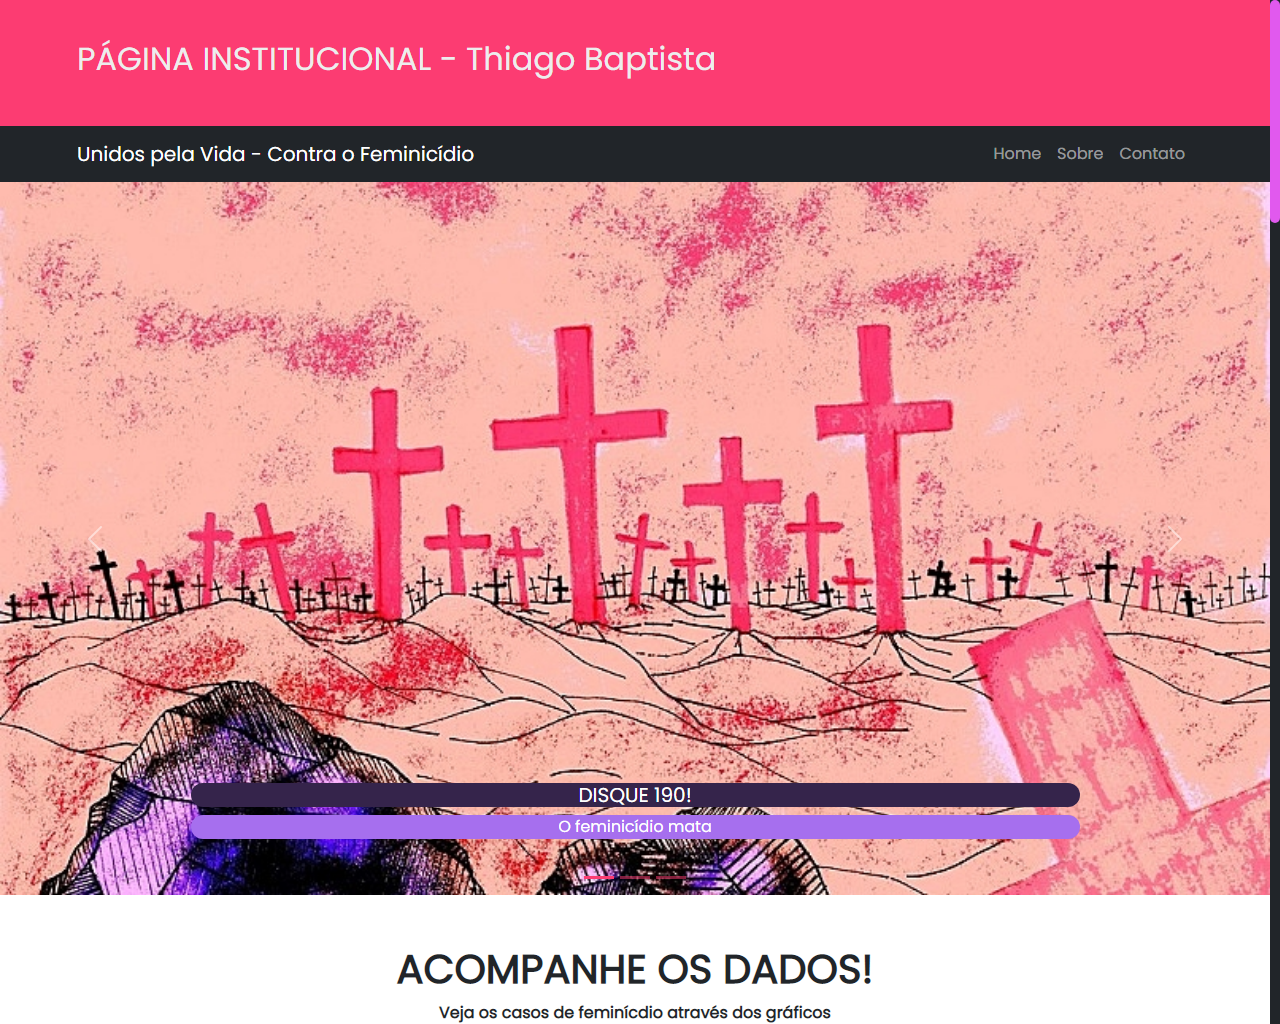 PÁGINA INSTITUCIONAL - Thiago Baptista
Unidos pela Vida - Contra o Feminicídio
Home Sobre Contato
DISQUE 190!
O feminicídio mata
ACOMPANHE OS DADOS!
Veja os casos de feminícdio através dos gráficos